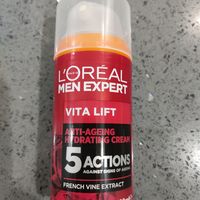 L'ORÉAL
MEN EXPERT
VITA LIFT
ANTI-AGEING
HYDRATING CREAM
5 ACTIONS
AGAINST SIGNS OF AGEING
FRENCH VINE EXTRACT